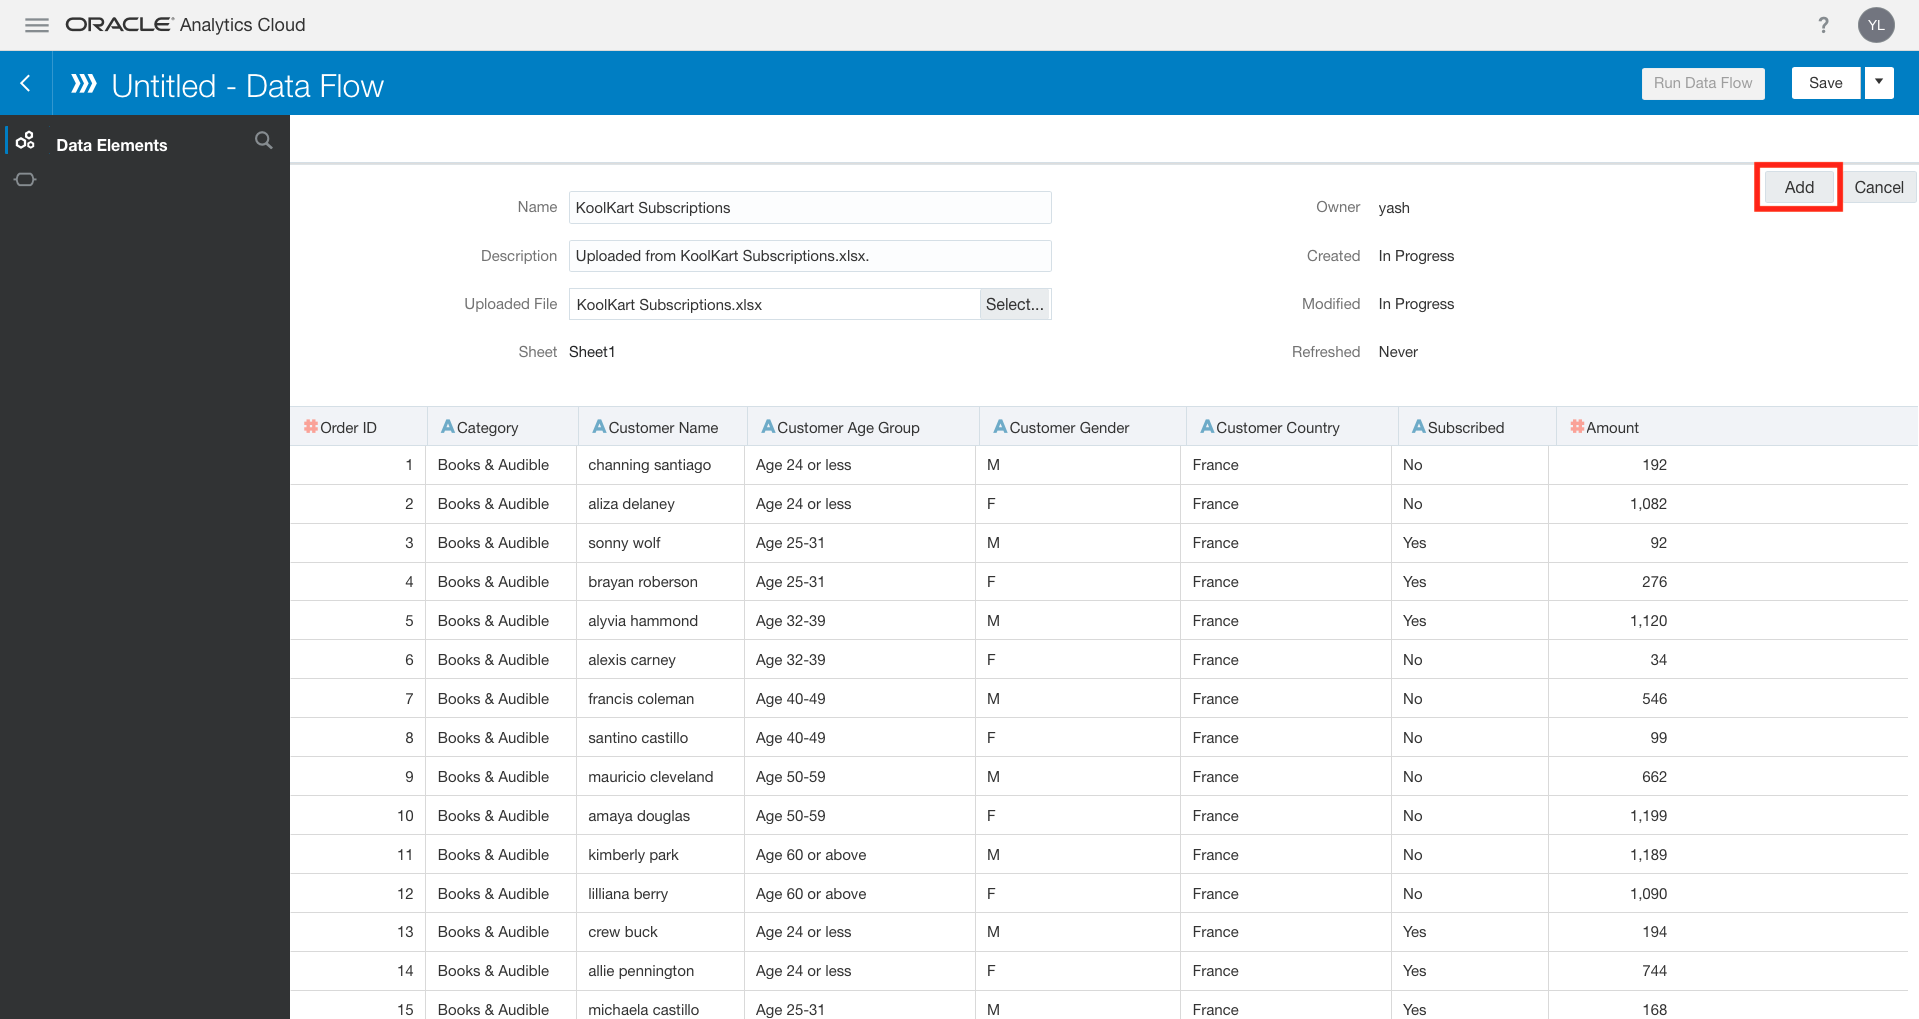 ORACLE Analytics Cloud
? YL
Untitled - Data Flow
Run Data Flow Save
Data Elements
Add Cancel
Name KoolKart Subscriptions Owner yash
Description Uploaded from KoolKart Subscriptions.xlsx. Created In Progress
Uploaded File KoolKart Subscriptions.xlsx Select... Modified In Progress
Sheet Sheet1 Refreshed Never
# Order ID A Category A Customer Name A Customer Age Group A Customer Gender A Customer Country A Subscribed # Amount
1 Books & Audible channing santiago Age 24 or less M France No 192
2 Books & Audible aliza delaney Age 24 or less F France No 1,082
3 Books & Audible sonny wolf Age 25-31 M France Yes 92
4 Books & Audible brayan roberson Age 25-31 F France Yes 276
5 Books & Audible alyvia hammond Age 32-39 M France Yes 1,120
6 Books & Audible alexis carney Age 32-39 F France No 34
7 Books & Audible francis coleman Age 40-49 M France No 546
8 Books & Audible santino castillo Age 40-49 F France No 99
9 Books & Audible mauricio cleveland Age 50-59 M France No 662
10 Books & Audible amaya douglas Age 50-59 F France No 1,199
11 Books & Audible kimberly park Age 60 or above M France No 1,189
12 Books & Audible lilliana berry Age 60 or above F France No 1,090
13 Books & Audible crew buck Age 24 or less M France Yes 194
14 Books & Audible allie pennington Age 24 or less F France Yes 744
15 Books & Audible michaela castillo Age 25-31 M France Yes 168